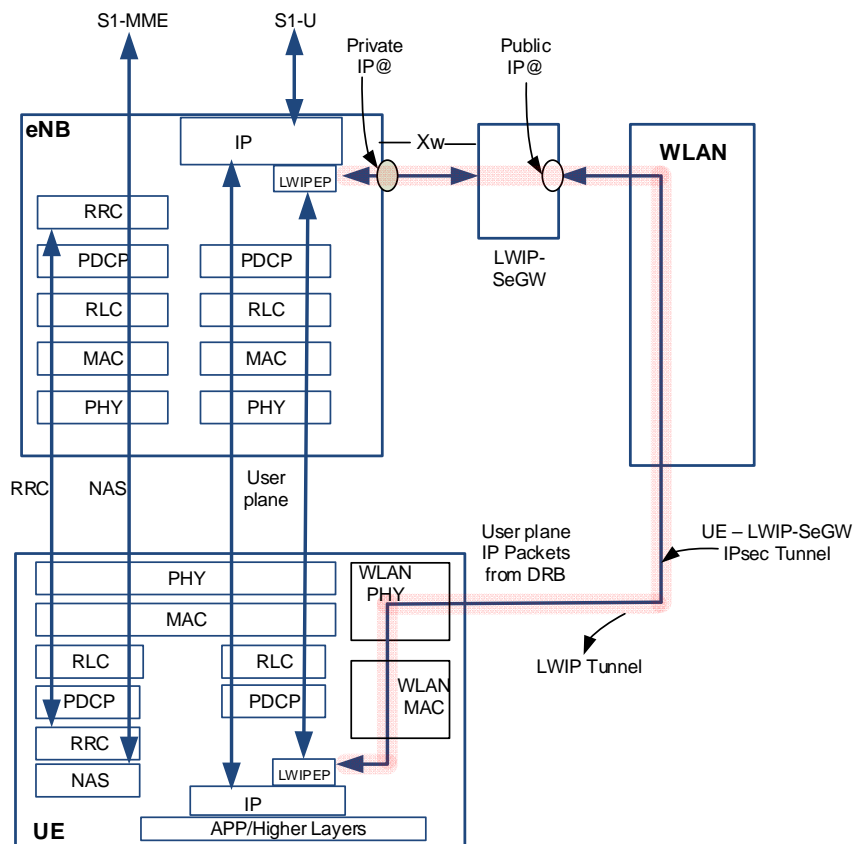 S1-MME
S1-U
Private
IP@
Public
IP@
eNB
IP
LWIPEP
Xw
WLAN
LWIP-
SeGW
RRC
PDCP
RLC
MAC
PHY
PDCP
RLC
MAC
PHY
RRC
NAS
User
plane
User plane
IP Packets
from DRB
UE – LWIP-SeGW
IPsec Tunnel
LWIP Tunnel
PHY
MAC
WLAN
PHY
WLAN
MAC
RLC
PDCP
RRC
NAS
RLC
PDCP
LWIPEP
IP
APP/Higher Layers
UE